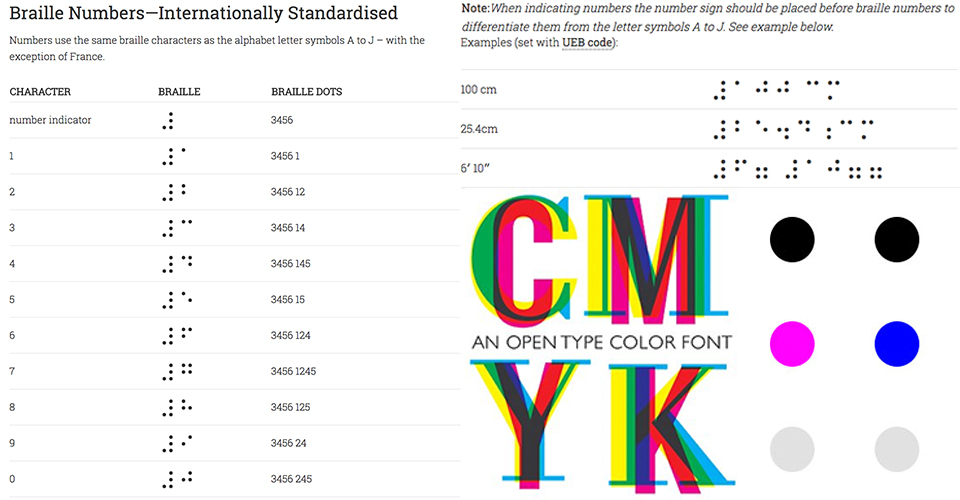 Braille Numbers—Internationally Standardised
Numbers use the same braille characters as the alphabet letter symbols A to J – with the
exception of France.
CHARACTER BRAILLE BRAILLE DOTS
number indicator ⠼ 3456
1 ⠼⠁ 3456 1
2 ⠼⠃ 3456 12
3 ⠼⠉ 3456 14
4 ⠼⠙ 3456 145
5 ⠼⠑ 3456 15
6 ⠼⠋ 3456 124
7 ⠼⠛ 3456 1245
8 ⠼⠓ 3456 125
9 ⠼⠊ 3456 24
0 ⠼⠚ 3456 245
Note: When indicating numbers the number sign should be placed before braille numbers to
differentiate them from the letter symbols A to J. See example below.
Examples (set with UEB code):
100 cm ⠼⠁⠚⠚ ⠉⠍
25.4cm ⠼⠃⠑⠲⠙⠰⠉⠍
6′ 10″ ⠼⠋⠶ ⠼⠁⠚⠶⠶
CM
AN OPENTYPE COLOR FONT
YK